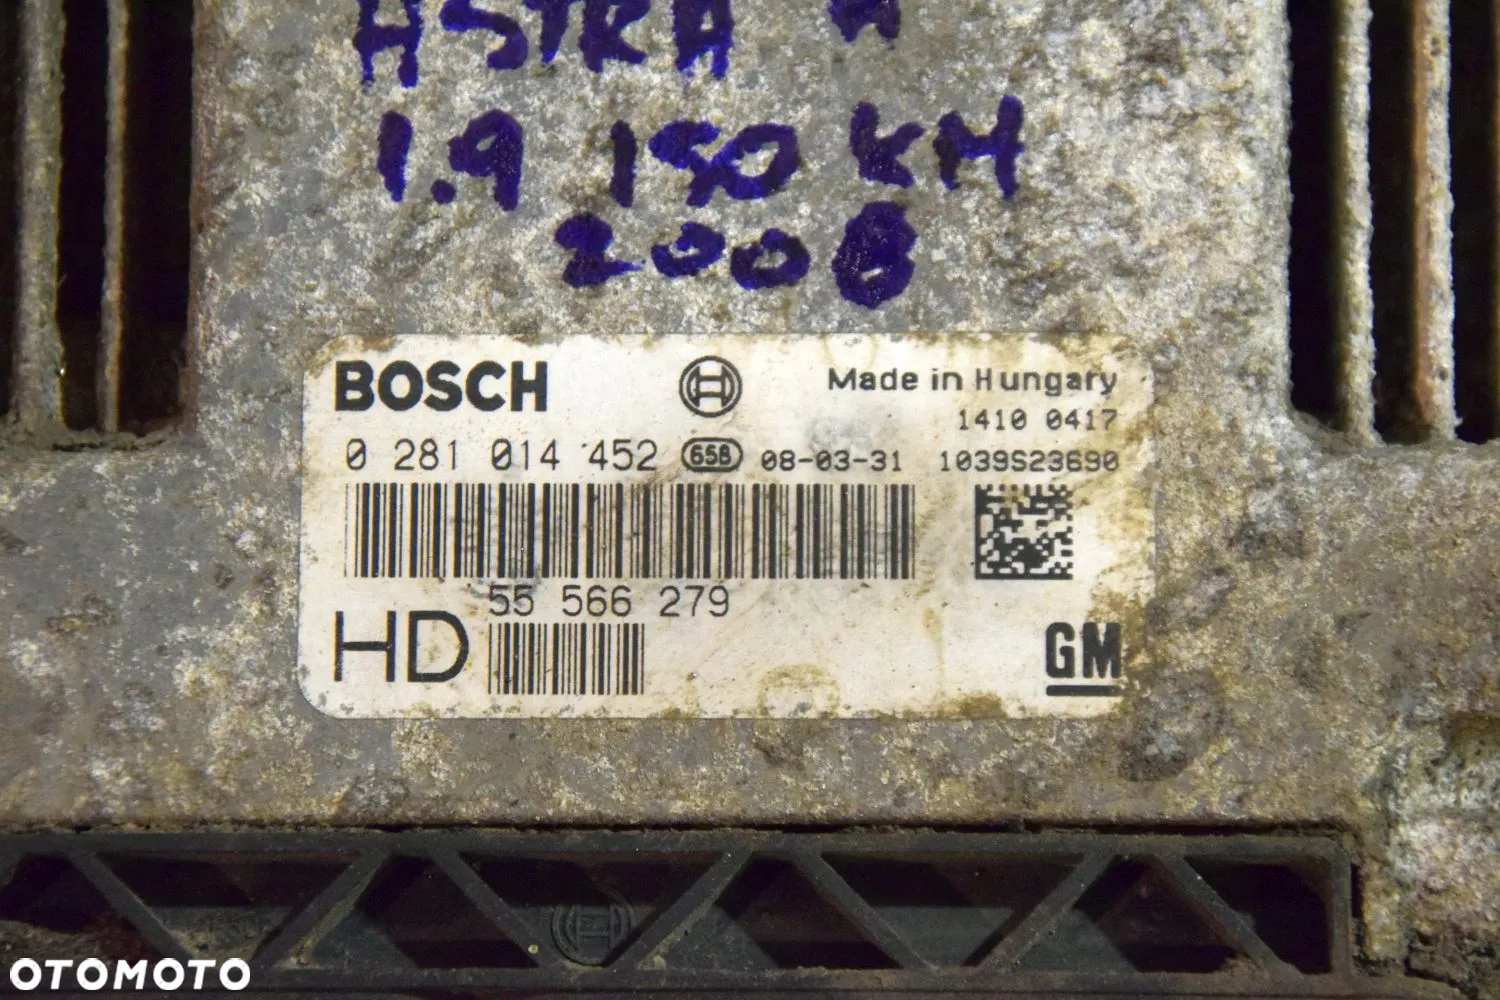 ASTRA H
1.9 150 KM
2008
BOSCH
Made in Hungary
1410 0417
0 281 014 452 658 08-03-31 1039S23690
55 566 279
HD
GM
OTOMOTO